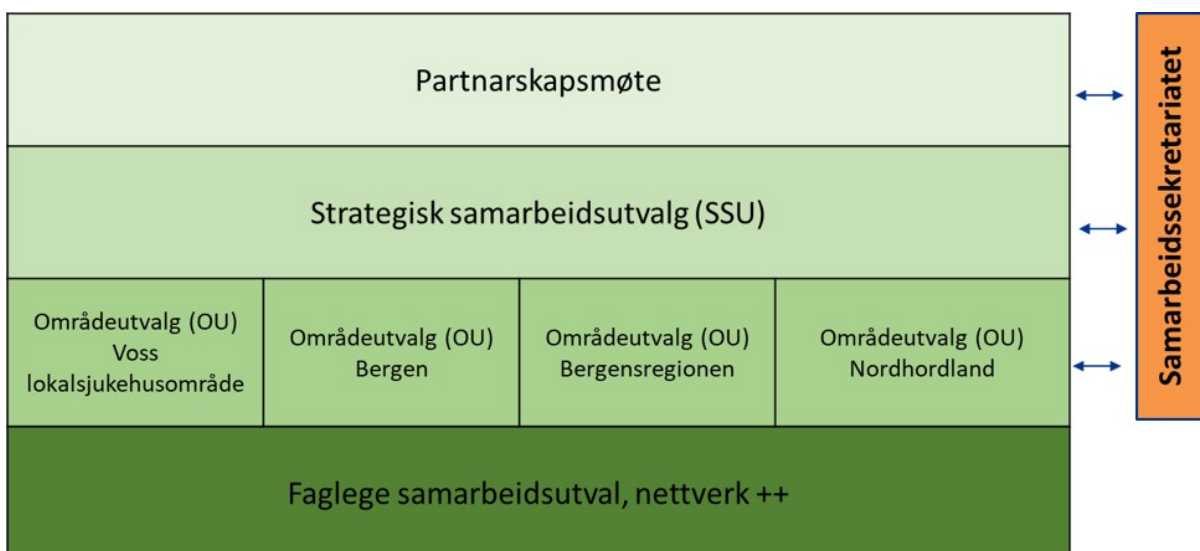 Partnarskapsmøte
Strategisk samarbeidsutvalg (SSU)
Områdeutvalg (OU)
Voss
lokalsjukehusområde
Områdeutvalg (OU)
Bergen
Områdeutvalg (OU)
Bergensregionen
Områdeutvalg (OU)
Nordhordland
Faglege samarbeidsutval, nettverk ++
Samarbeidssekretariatet